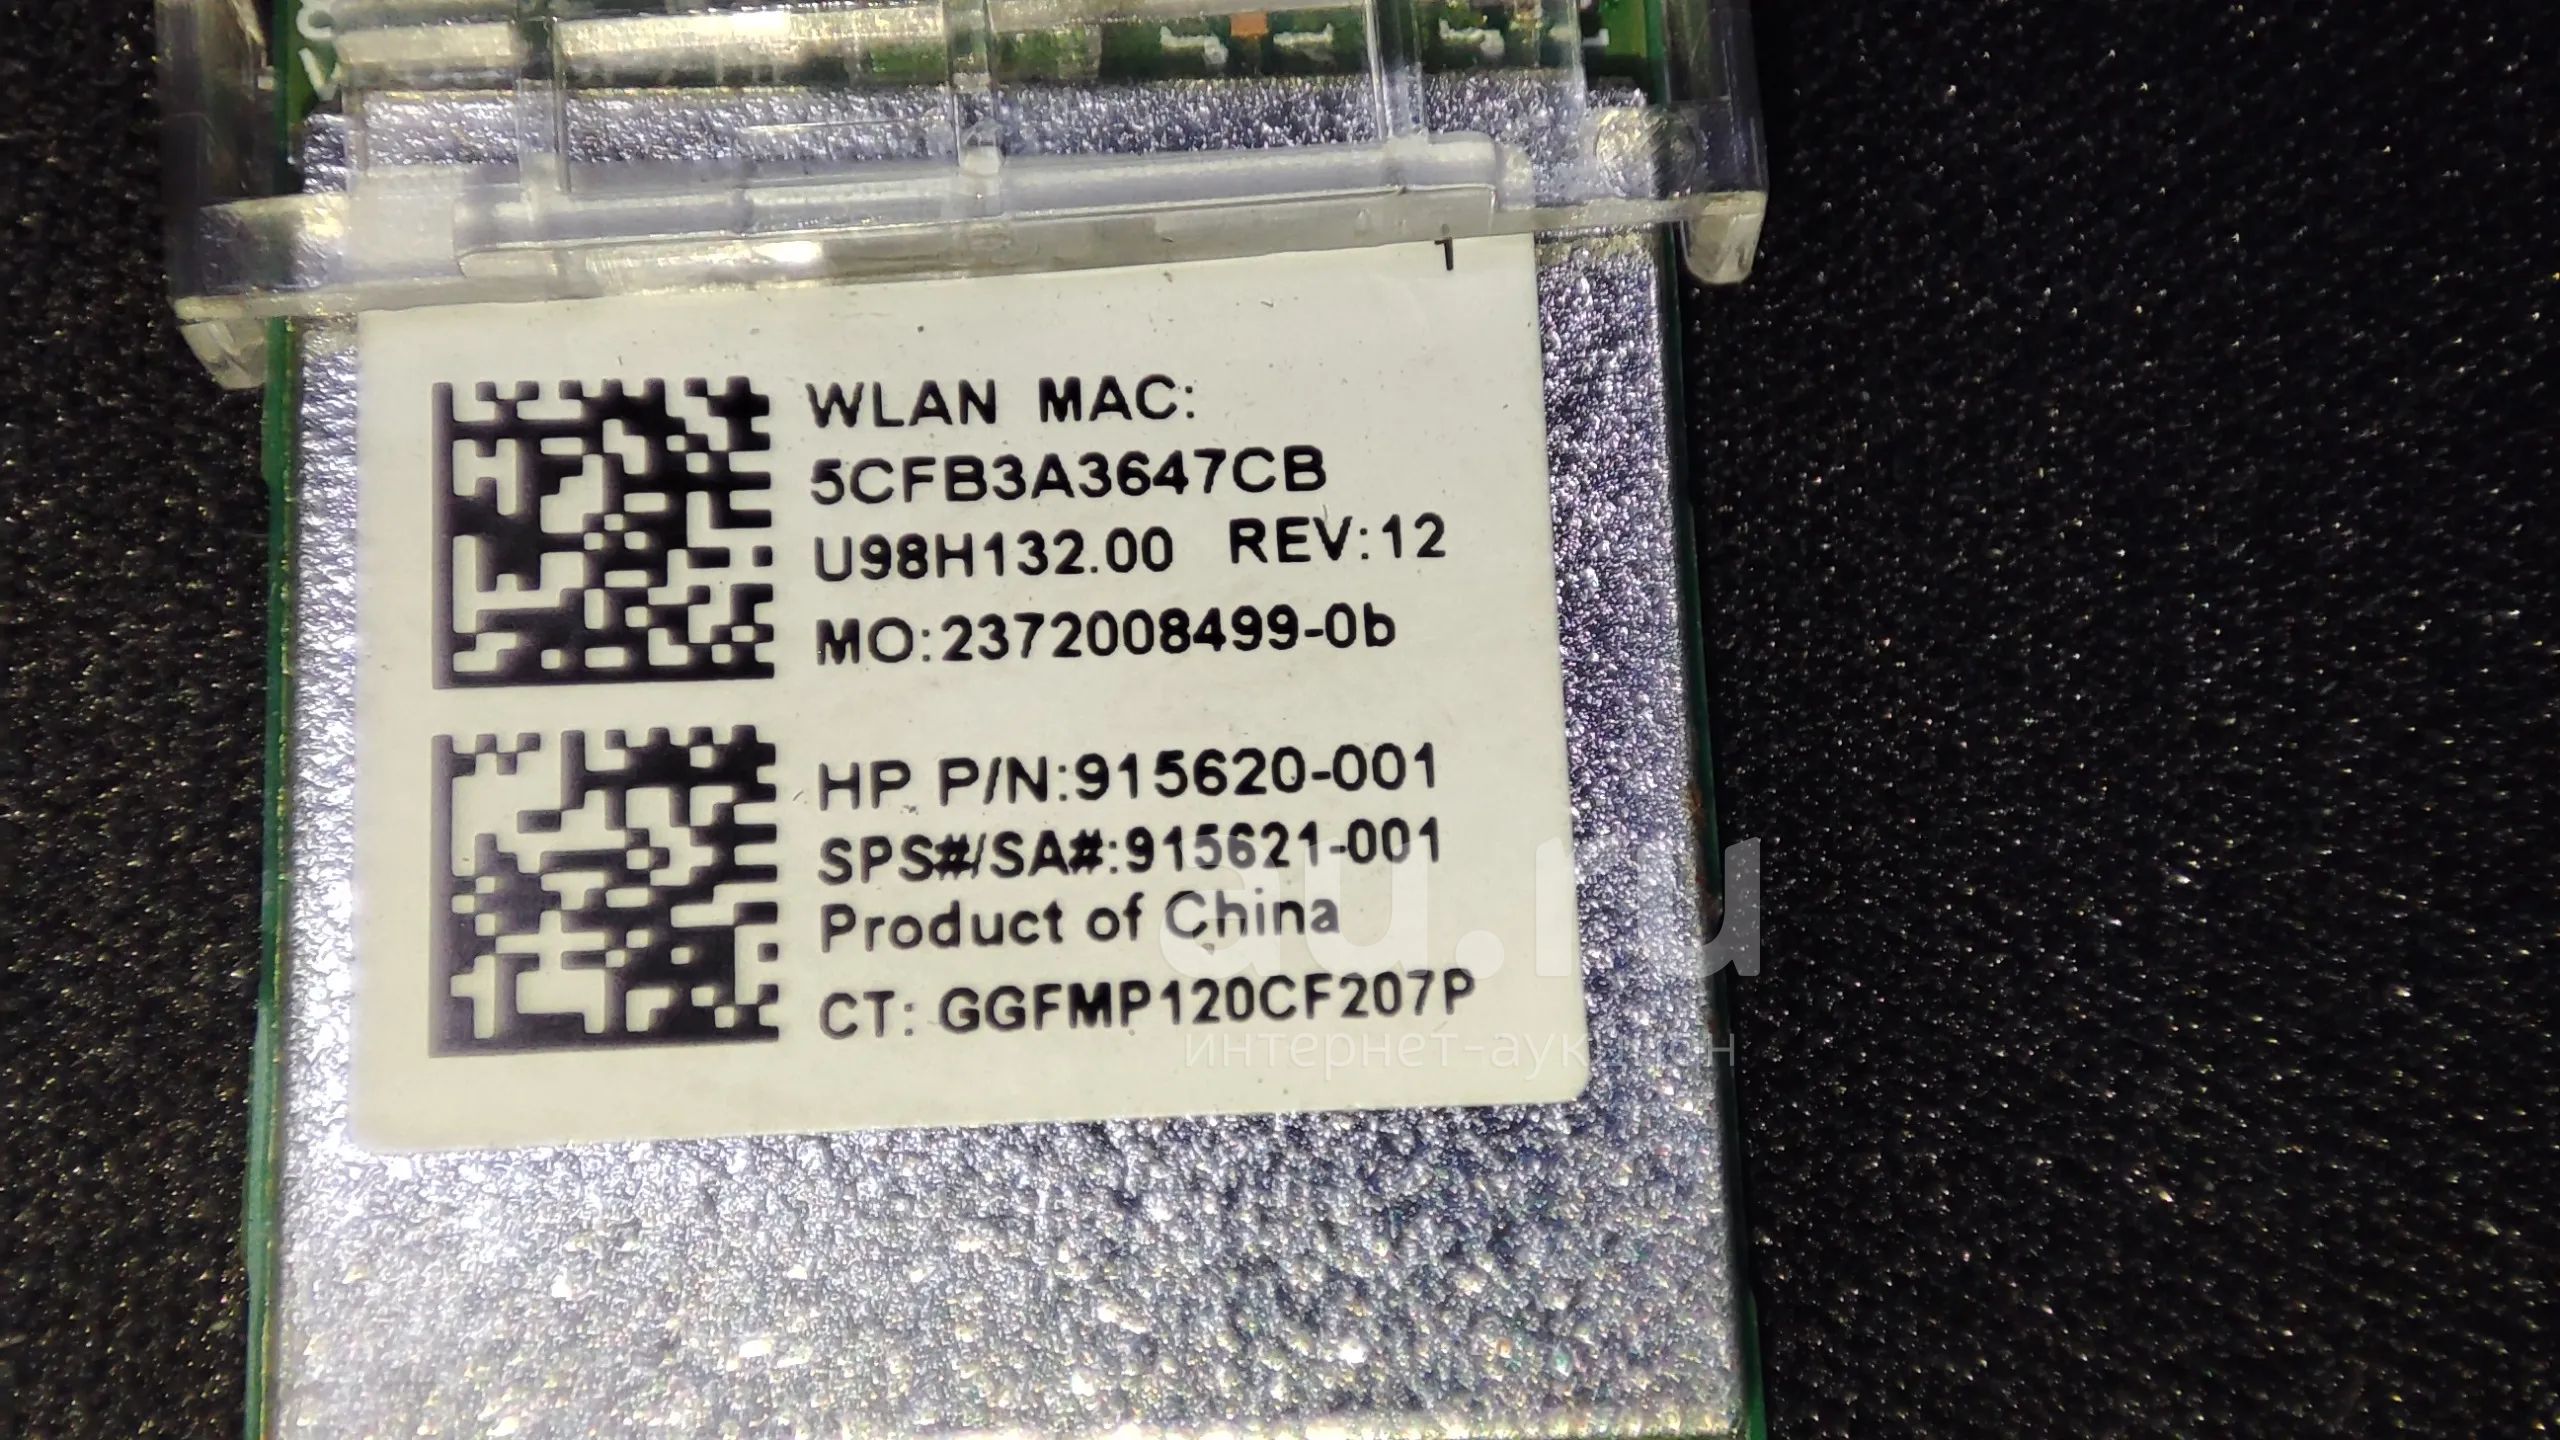 WLAN MAC:
5CFB3A3647CB
U98H132.00 REV:12
MO:2372008499-0b
HP P/N:915620-001
SPS#/SA#:915621-001
Product of China
CT: GGFMP120CF207P
au.ru
интернет-аукцион